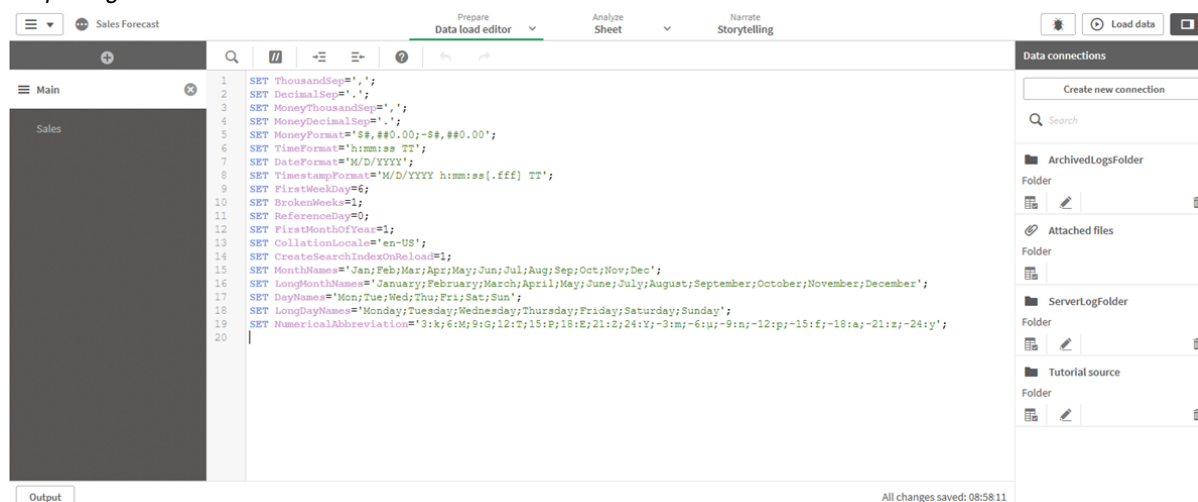 Sales Forecast
Prepare
Data load editor
Analyze
Sheet
Narrate
Storytelling
Load data
Main
Sales
1 SET ThousandSep=',';
2 SET DecimalSep='.';
3 SET MoneyThousandSep=',';
4 SET MoneyDecimalSep='.';
5 SET MoneyFormat='$#,##0.00;-$#,##0.00';
6 SET TimeFormat='h:mm:ss TT';
7 SET DateFormat='M/D/YYYY';
8 SET TimestampFormat='M/D/YYYY h:mm:ss[.fff] TT';
9 SET FirstWeekDay=6;
10 SET BrokenWeeks=1;
11 SET ReferenceDay=0;
12 SET FirstMonthOfYear=1;
13 SET CollationLocale='en-US';
14 SET CreateSearchIndexOnReload=1;
15 SET MonthNames='Jan;Feb;Mar;Apr;May;Jun;Jul;Aug;Sep;Oct;Nov;Dec';
16 SET LongMonthNames='January;February;March;April;May;June;July;August;September;October;November;December';
17 SET DayNames='Mon;Tue;Wed;Thu;Fri;Sat;Sun';
18 SET LongDayNames='Monday;Tuesday;Wednesday;Thursday;Friday;Saturday;Sunday';
19 SET NumericalAbbreviation='3:k;6:M;9:G;12:T;15:P;18:E;21:Z;24:Y;-3:m;-6:μ;-9:n;-12:p;-15:f;-18:a;-21:z;-24:y';
20
Data connections
Create new connection
Search
ArchivedLogsFolder
Folder
Attached files
Folder
ServerLogFolder
Folder
Tutorial source
Folder
Output
All changes saved: 08:58:11